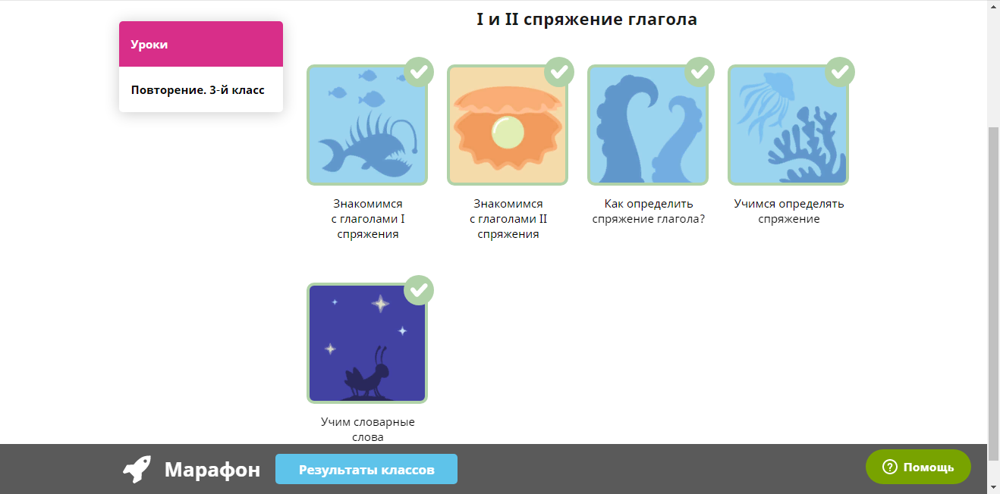 I и II спряжение глагола
Уроки
Повторение. 3-й класс
Знакомимся
с глаголами I
спряжения
Знакомимся
с глаголами II
спряжения
Как определить
спряжение глагола?
Учимся определять
спряжение
Учим словарные
слова
Марафон
Результаты классов
Помощь